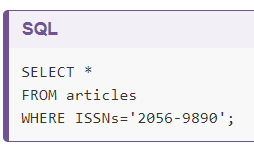 SQL
SELECT *
FROM articles
WHERE ISSNs='2056-9890';